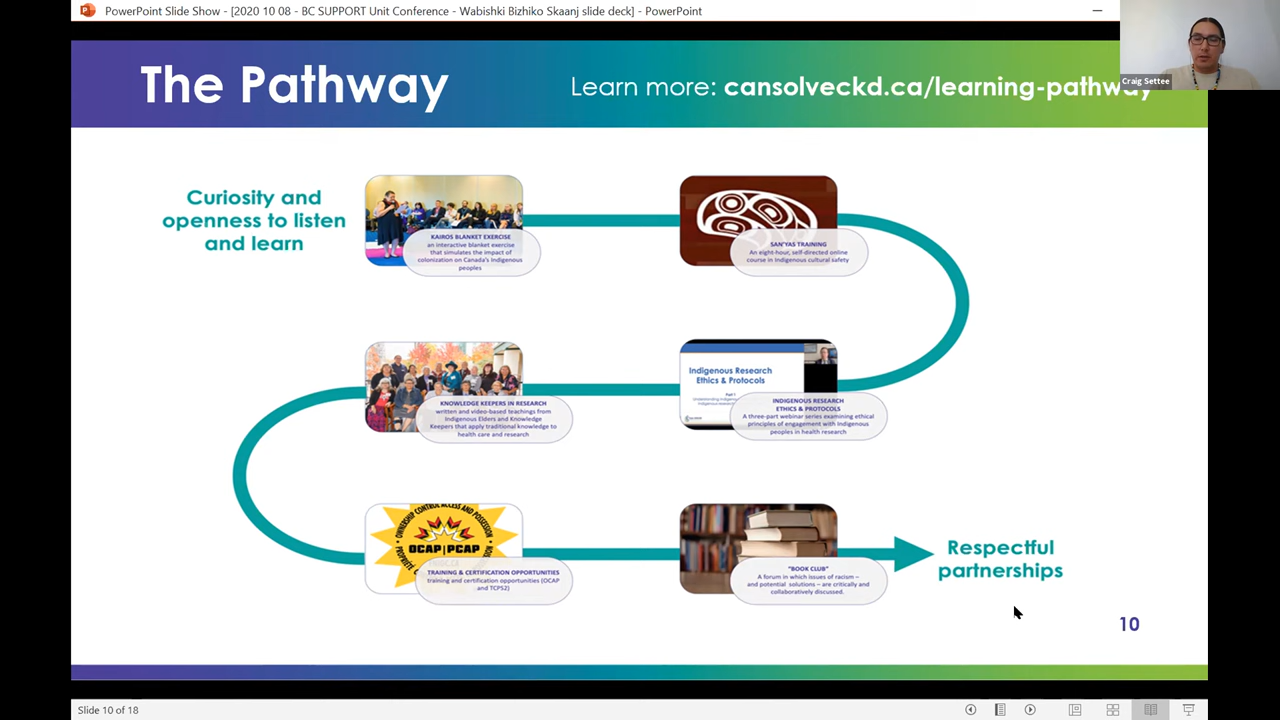 PowerPoint Slide Show - [2020 10 08 - BC SUPPORT Unit Conference - Wabishki Bizhiko Skaanj slide deck] - PowerPoint
Craig Settee
The Pathway
Learn more: cansolveckd.ca/learning-pathway
Curiosity and
openness to listen
and learn
KAIROS BLANKET EXERCISE
an interactive blanket exercise
that simulates the impact of
colonization on Canada's Indigenous
peoples
SAN'YAS TRAINING
An eight-hour, self-directed online
course in Indigenous cultural safety
KNOWLEDGE KEEPERS IN RESEARCH
written and video-based teachings from
Indigenous Elders and Knowledge
Keepers that apply traditional knowledge to
health care and research
Indigenous Research
Ethics & Protocols
Part 1
INDIGENOUS RESEARCH
ETHICS & PROTOCOLS
A three-part webinar series examining ethical
principles of engagement with Indigenous
peoples in health research
OWNERSHIP CONTROL ACCESS AND POSSESSION
OCAP|PCAP
TRAINING & CERTIFICATION OPPORTUNITIES
training and certification opportunities (OCAP
and TCPS2)
"BOOK CLUB"
A forum in which issues of racism –
and potential solutions – are critically and
collaboratively discussed.
Respectful
partnerships
10
Slide 10 of 18